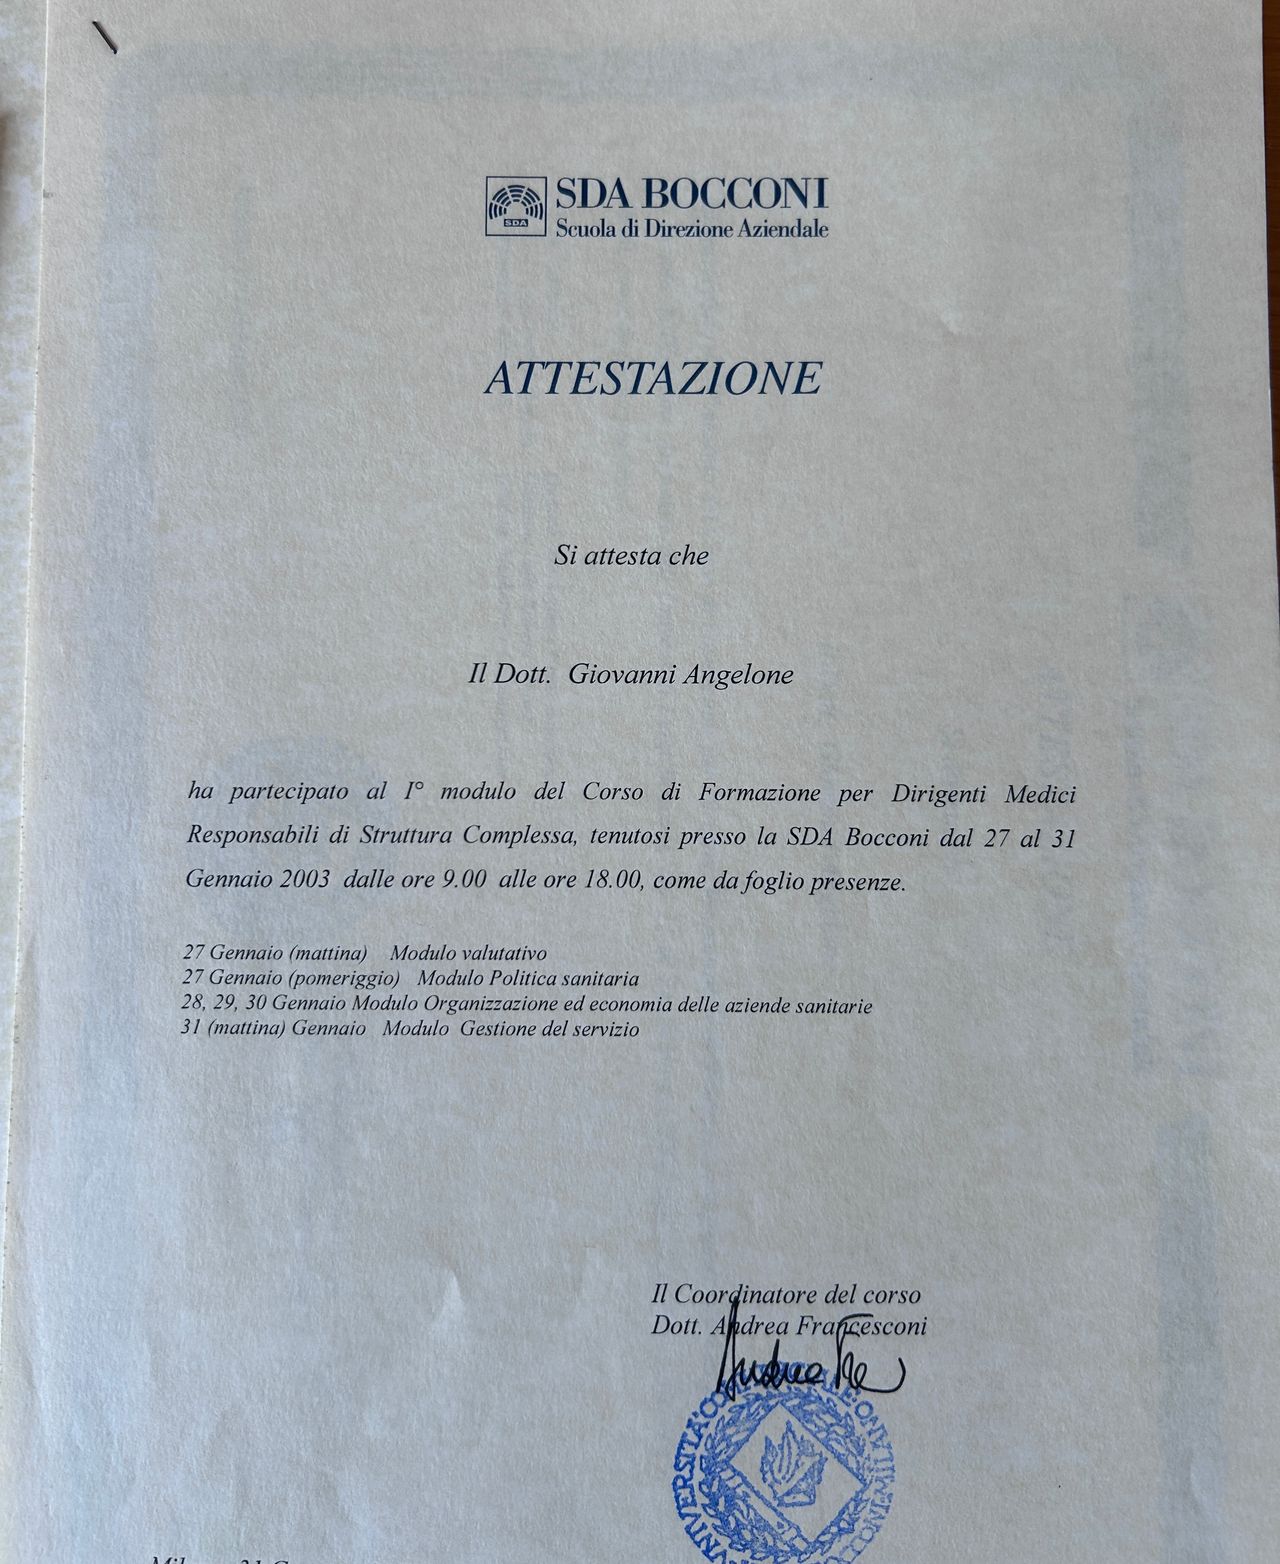 SDA
SDA BOCCONI
Scuola di Direzione Aziendale
ATTESTAZIONE
Si attesta che
Il Dott. Giovanni Angelone
ha partecipato al I° modulo del Corso di Formazione per Dirigenti Medici
Responsabili di Struttura Complessa, tenutosi presso la SDA Bocconi dal 27 al 31
Gennaio 2003 dalle ore 9.00 alle ore 18.00, come da foglio presenze.
27 Gennaio (mattina) Modulo valutativo
27 Gennaio (pomeriggio) Modulo Politica sanitaria
28, 29, 30 Gennaio Modulo Organizzazione ed economia delle aziende sanitarie
31 (mattina) Gennaio Modulo Gestione del servizio
Il Coordinatore del corso
Dott. Andrea Francesconi
Andrea Fra
UNIVERSITÀ